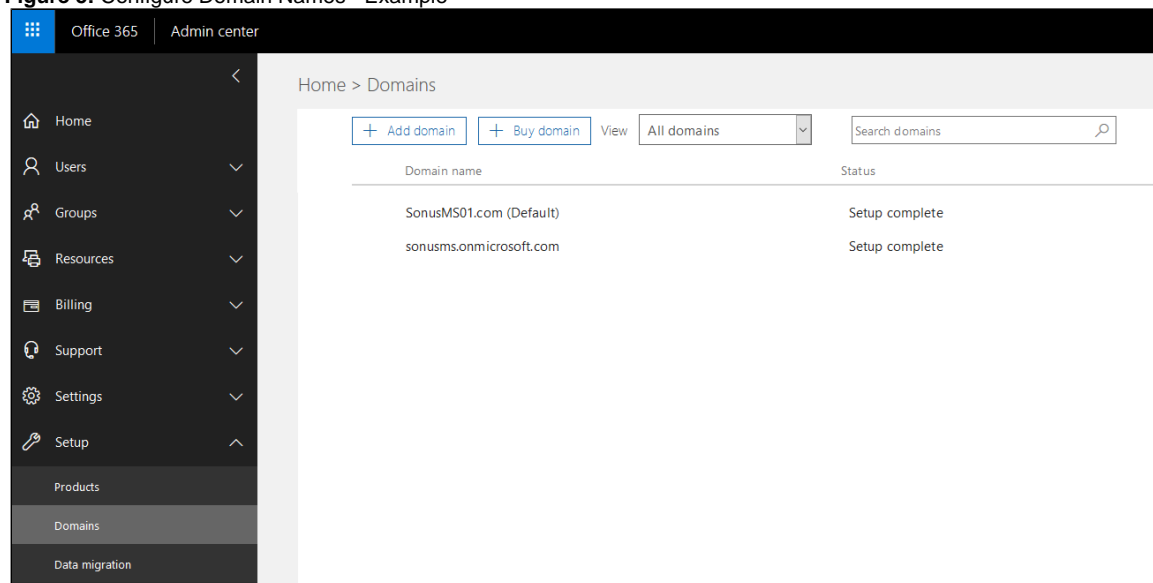 Figure 3: Configure Domain Names - Example
Office 365 Admin center
Home > Domains
Home
Users
Groups
Resources
Billing
Support
Settings
Setup
Products
Domains
Data migration
+ Add domain + Buy domain View All domains Search domains
Domain name Status
SonusMS01.com (Default) Setup complete
sonusms.onmicrosoft.com Setup complete